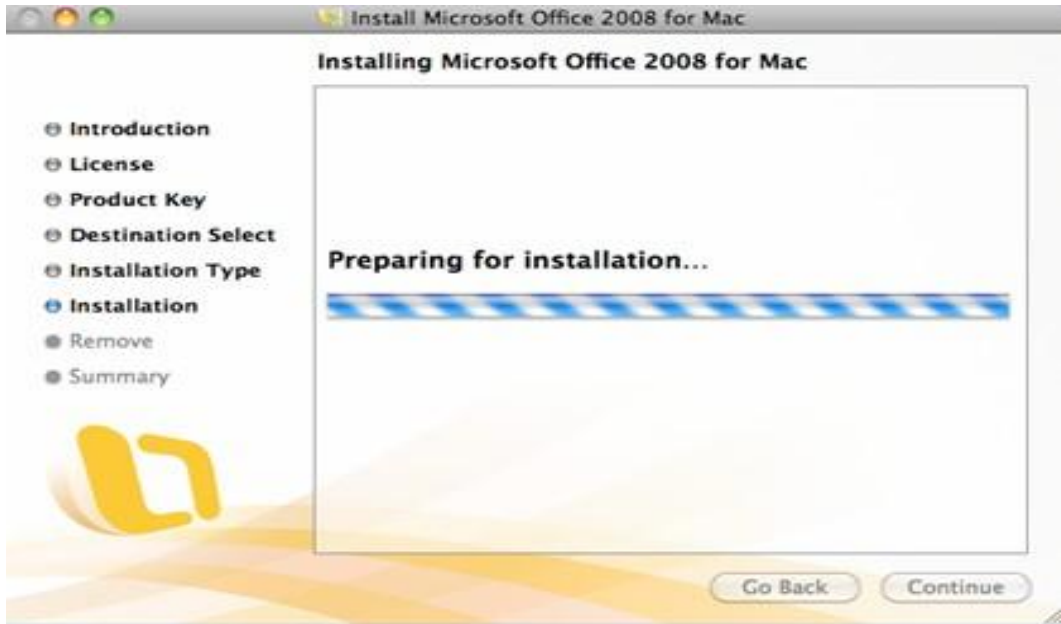 Install Microsoft Office 2008 for Mac
Installing Microsoft Office 2008 for Mac
Introduction
License
Product Key
Destination Select
Installation Type
Installation
Remove
Summary
Preparing for installation...
Go Back
Continue